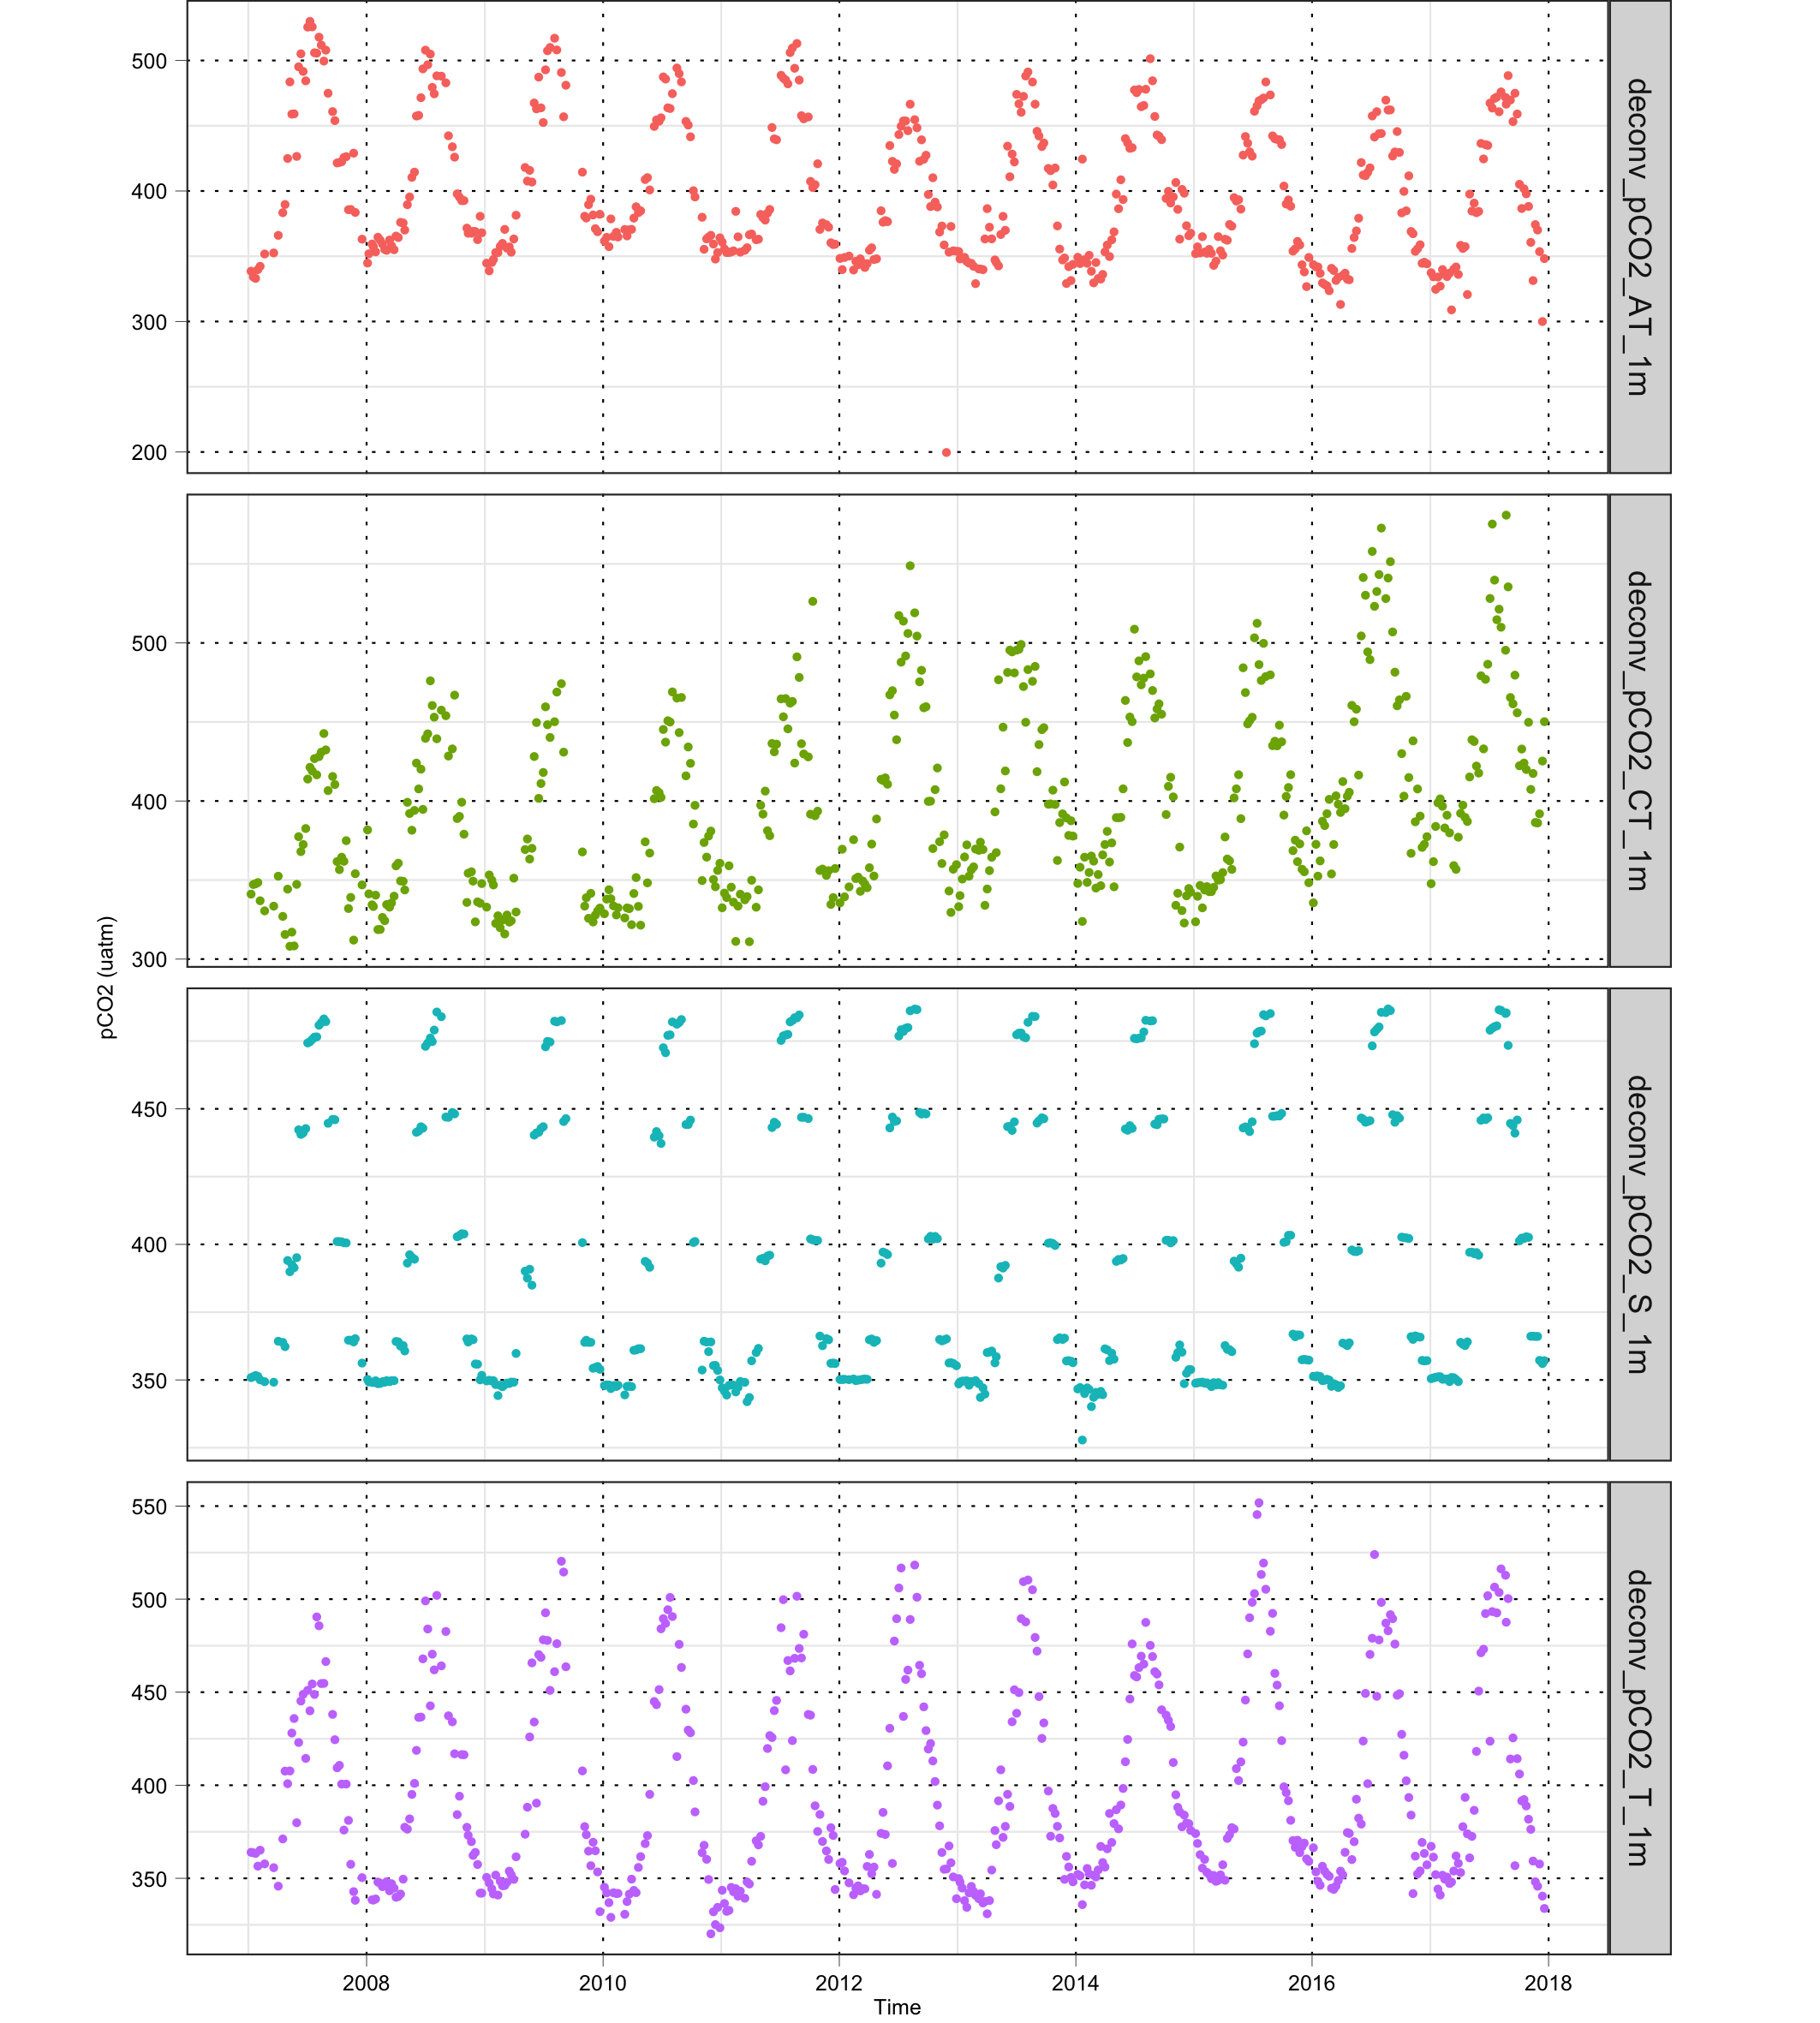 pCO2 (uatm)
500
400
300
200
deconv_pCO2_AT_1m
500
400
300
deconv_pCO2_CT_1m
450
400
350
deconv_pCO2_S_1m
550
500
450
400
350
deconv_pCO2_T_1m
2008 2010 2012 2014 2016 2018
Time